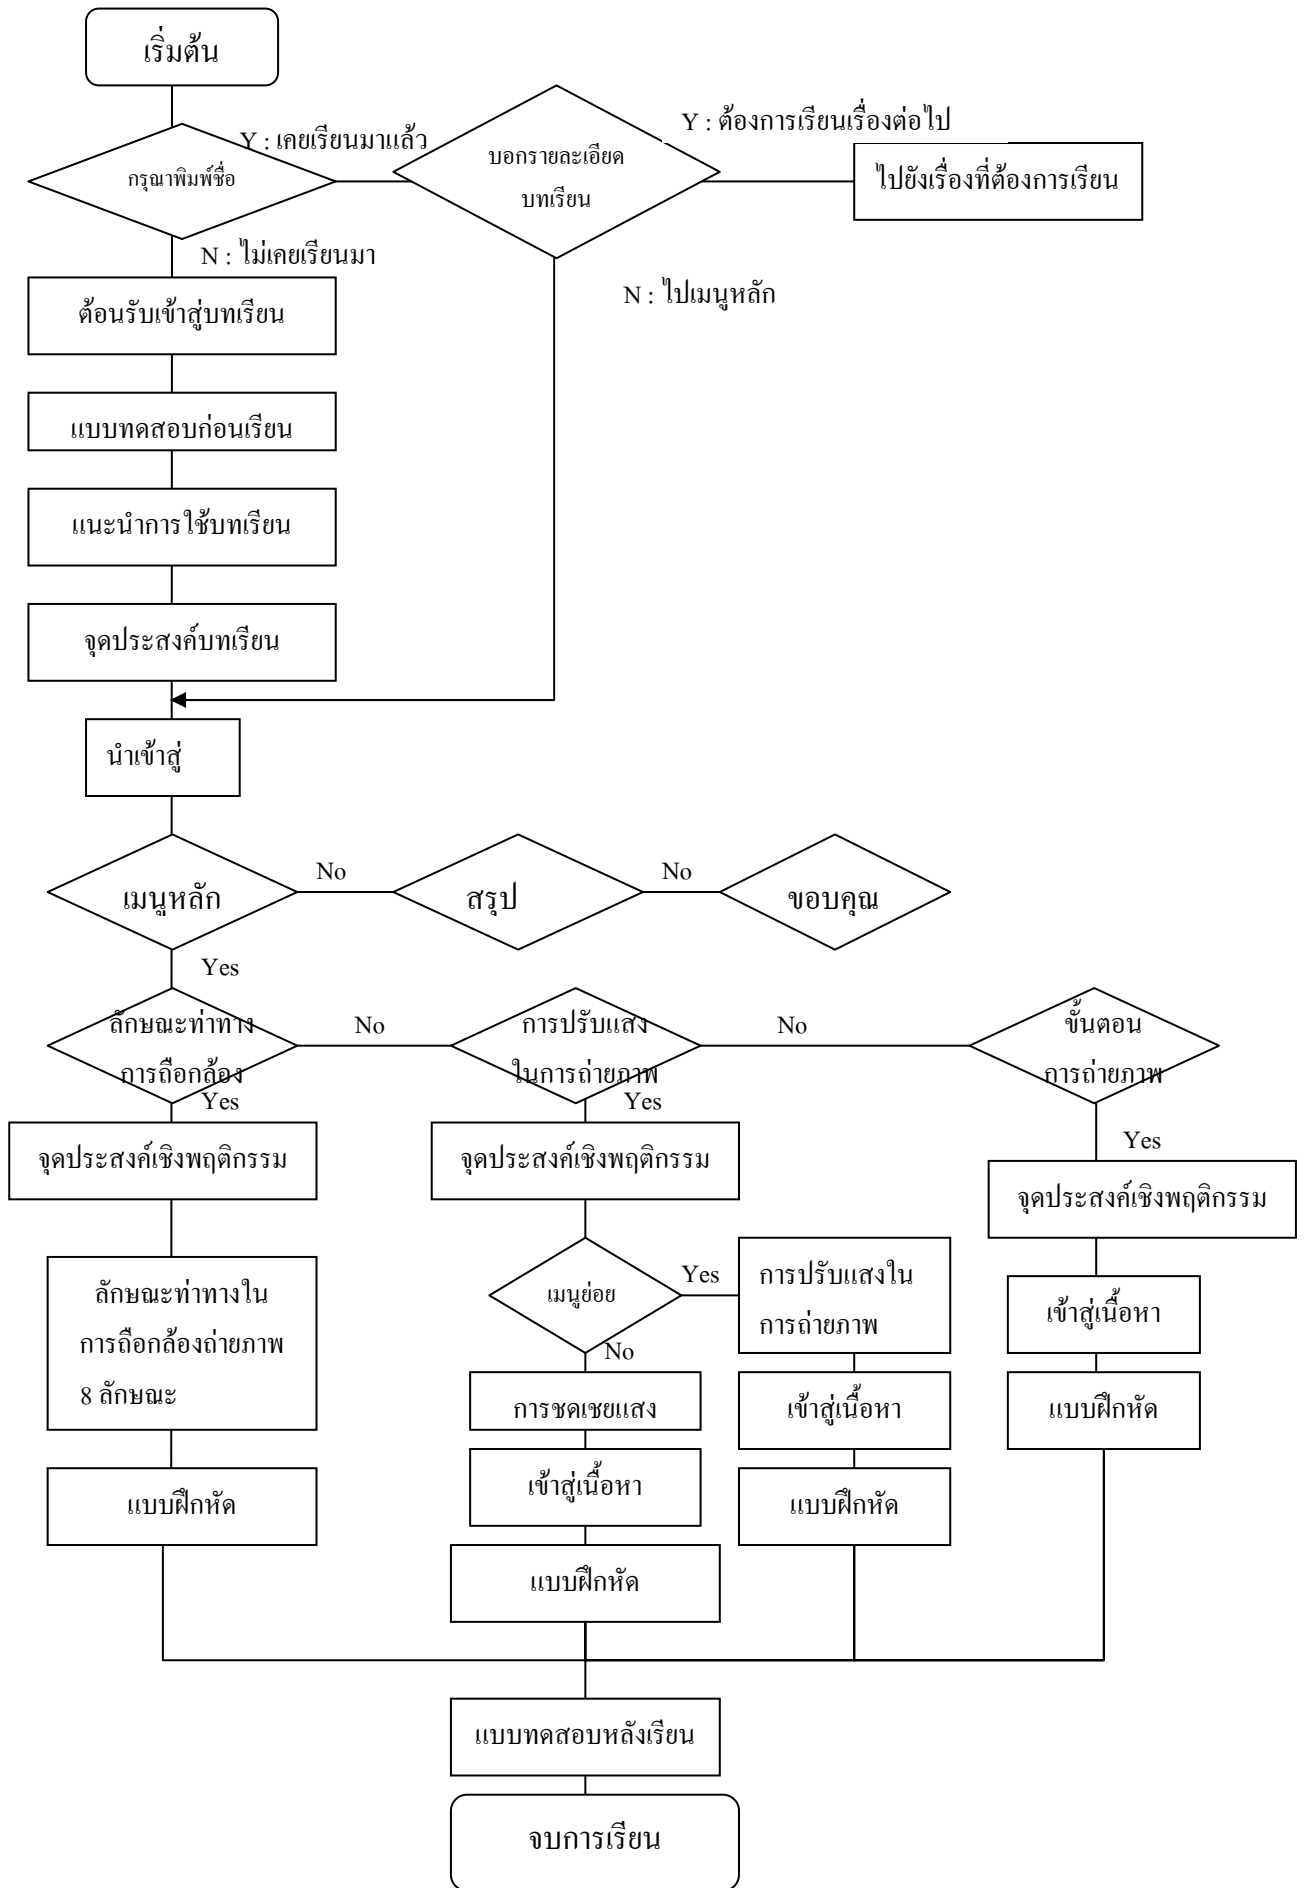 เริ่มต้น
Y : เคยเรียนมาแล้ว
Y : ต้องการเรียนเรื่องต่อไป
กรุณาพิมพ์ชื่อ
บอกรายละเอียด
บทเรียน
ไปยังเรื่องที่ต้องการเรียน
N : ไม่เคยเรียนมา
N : ไปเมนูหลัก
ต้อนรับเข้าสู่บทเรียน
แบบทดสอบก่อนเรียน
แนะนำการใช้บทเรียน
จุดประสงค์บทเรียน
นำเข้าสู่
เมนูหลัก
No
สรุป
No
ขอบคุณ
Yes
ลักษณะท่าทาง
การถือกล้อง
No
การปรับแสง
ในการถ่ายภาพ
No
ขั้นตอน
การถ่ายภาพ
Yes
Yes
Yes
จุดประสงค์เชิงพฤติกรรม
จุดประสงค์เชิงพฤติกรรม
จุดประสงค์เชิงพฤติกรรม
ลักษณะท่าทางใน
การถือกล้องถ่ายภาพ
8 ลักษณะ
เมนูย่อย
Yes
การปรับแสงใน
การถ่ายภาพ
เข้าสู่เนื้อหา
No
การชดเชยแสง
เข้าสู่เนื้อหา
แบบฝึกหัด
แบบฝึกหัด
เข้าสู่เนื้อหา
แบบฝึกหัด
แบบฝึกหัด
แบบทดสอบหลังเรียน
จบการเรียน